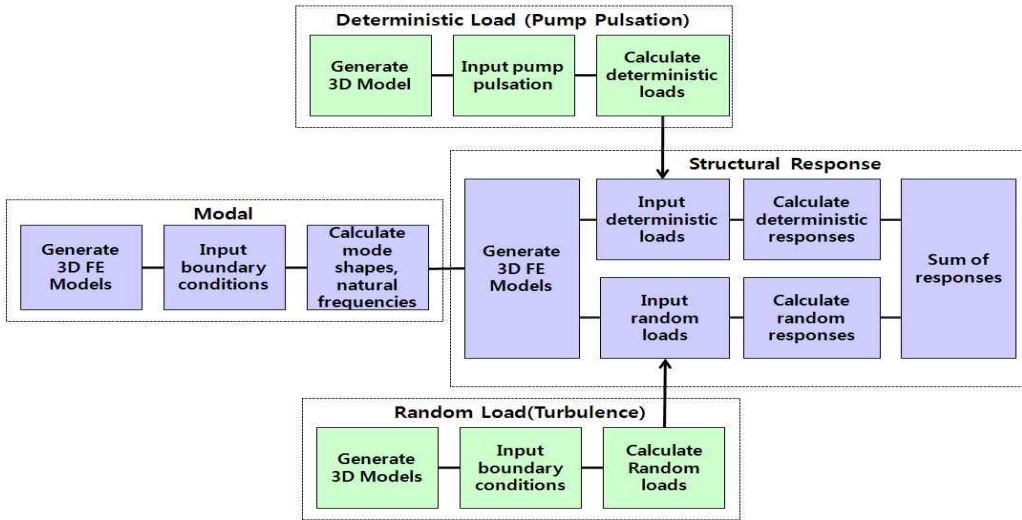 Deterministic Load (Pump Pulsation)
Generate
3D Model
Input pump
pulsation
Calculate
deterministic
loads
Structural Response
Modal
Generate
3D FE
Models
Input
boundary
conditions
Calculate
mode
shapes,
natural
frequencies
Generate
3D FE
Models
Input
deterministic
loads
Calculate
deterministic
responses
Input
random
loads
Calculate
random
responses
Sum of
responses
Random Load(Turbulence)
Generate
3D Models
Input
boundary
conditions
Calculate
Random
loads